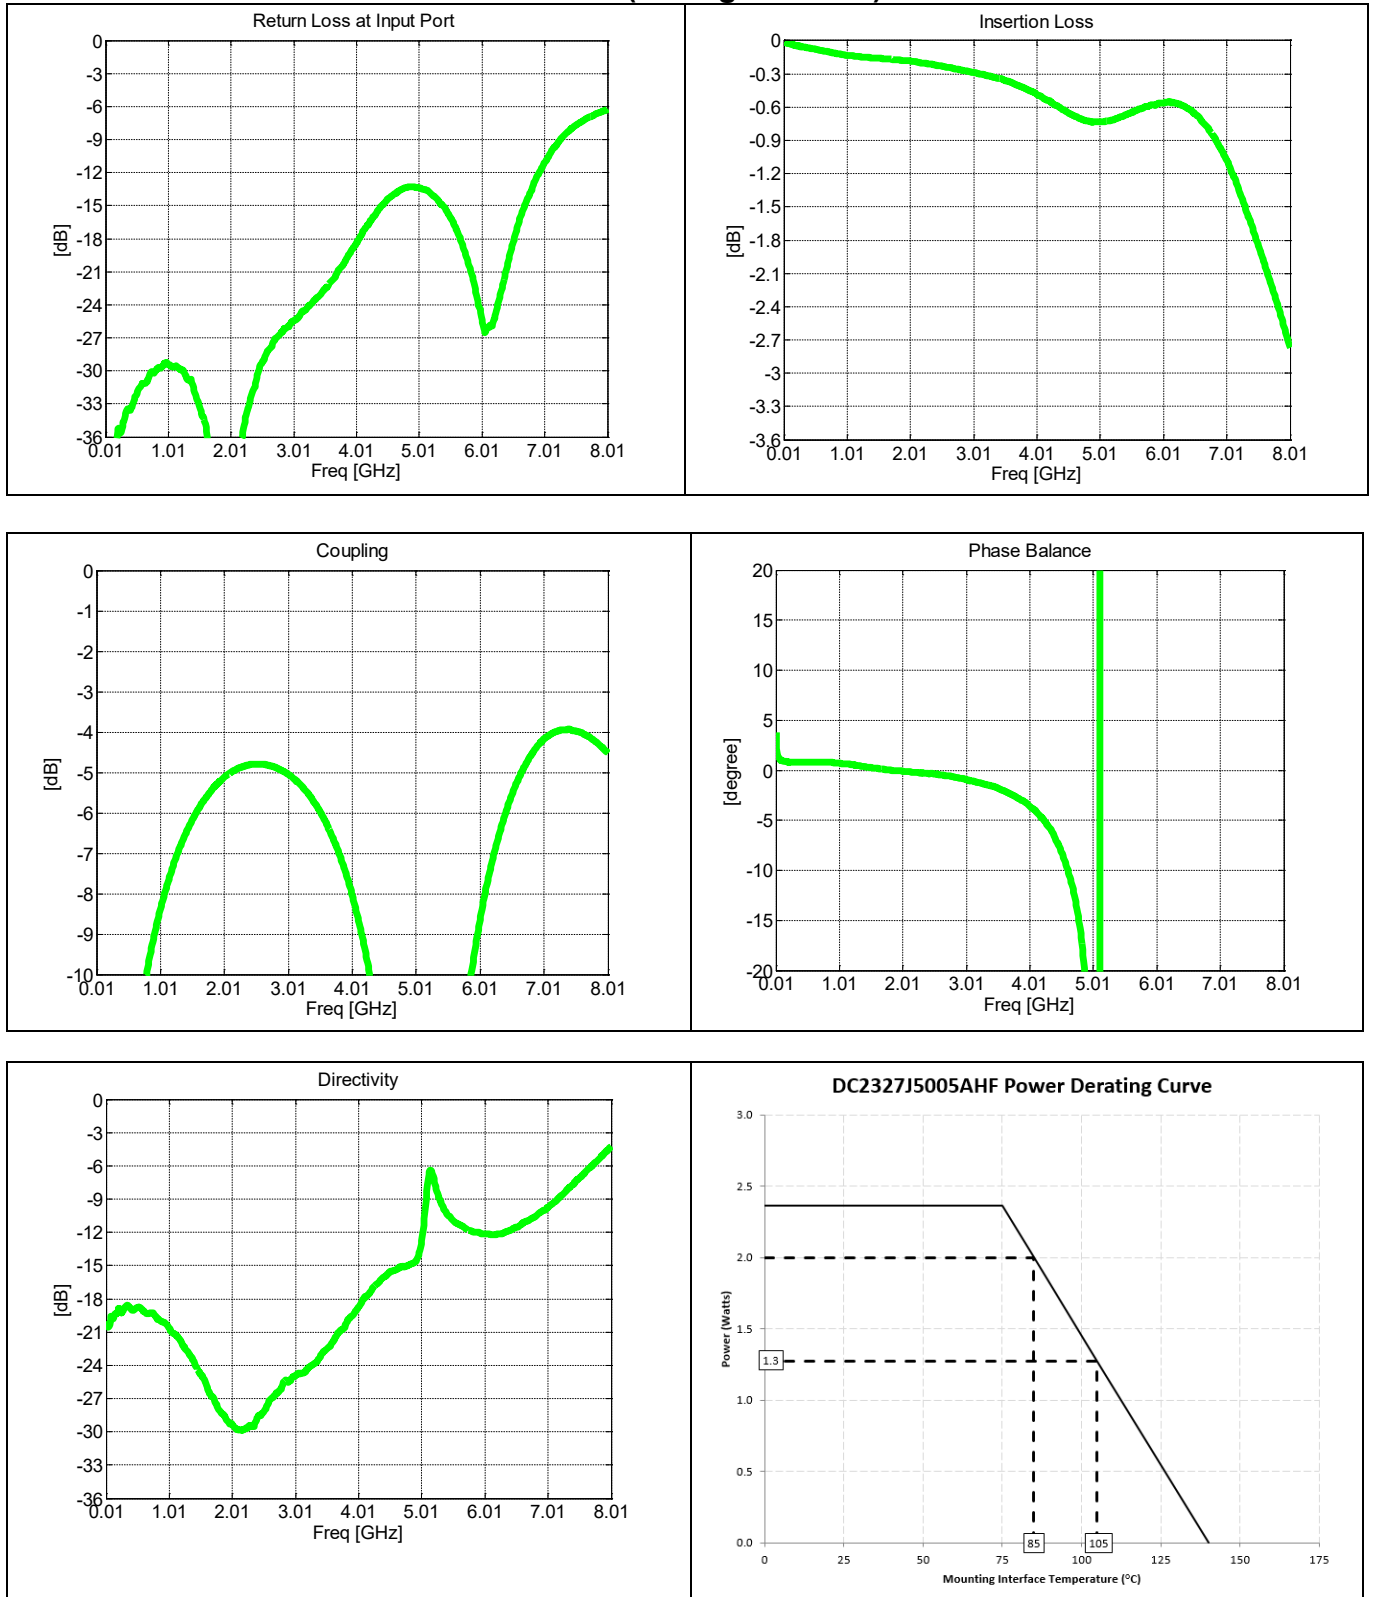 Return Loss at Input Port
0
-3
-6
-9
-12
-15
-18
-21
-24
-27
-30
-33
-36
[dB]
0.01 1.01 2.01 3.01 4.01 5.01 6.01 7.01 8.01
Freq [GHz]
Insertion Loss
0
-0.3
-0.6
-0.9
-1.2
-1.5
-1.8
-2.1
-2.4
-2.7
-3
-3.3
-3.6
[dB]
0.01 1.01 2.01 3.01 4.01 5.01 6.01 7.01 8.01
Freq [GHz]
Coupling
0
-1
-2
-3
-4
-5
-6
-7
-8
-9
-10
[dB]
0.01 1.01 2.01 3.01 4.01 5.01 6.01 7.01 8.01
Freq [GHz]
Phase Balance
20
15
10
5
0
-5
-10
-15
-20
[degree]
0.01 1.01 2.01 3.01 4.01 5.01 6.01 7.01 8.01
Freq [GHz]
Directivity
0
-3
-6
-9
-12
-15
-18
-21
-24
-27
-30
-33
-36
[dB]
0.01 1.01 2.01 3.01 4.01 5.01 6.01 7.01 8.01
Freq [GHz]
DC2327J5005AHF Power Derating Curve
3.0
2.5
2.0
1.5
1.3
1.0
0.5
0.0
Power (Watts)
85 105
0 25 50 75 100 125 150 175
Mounting Interface Temperature (°C)